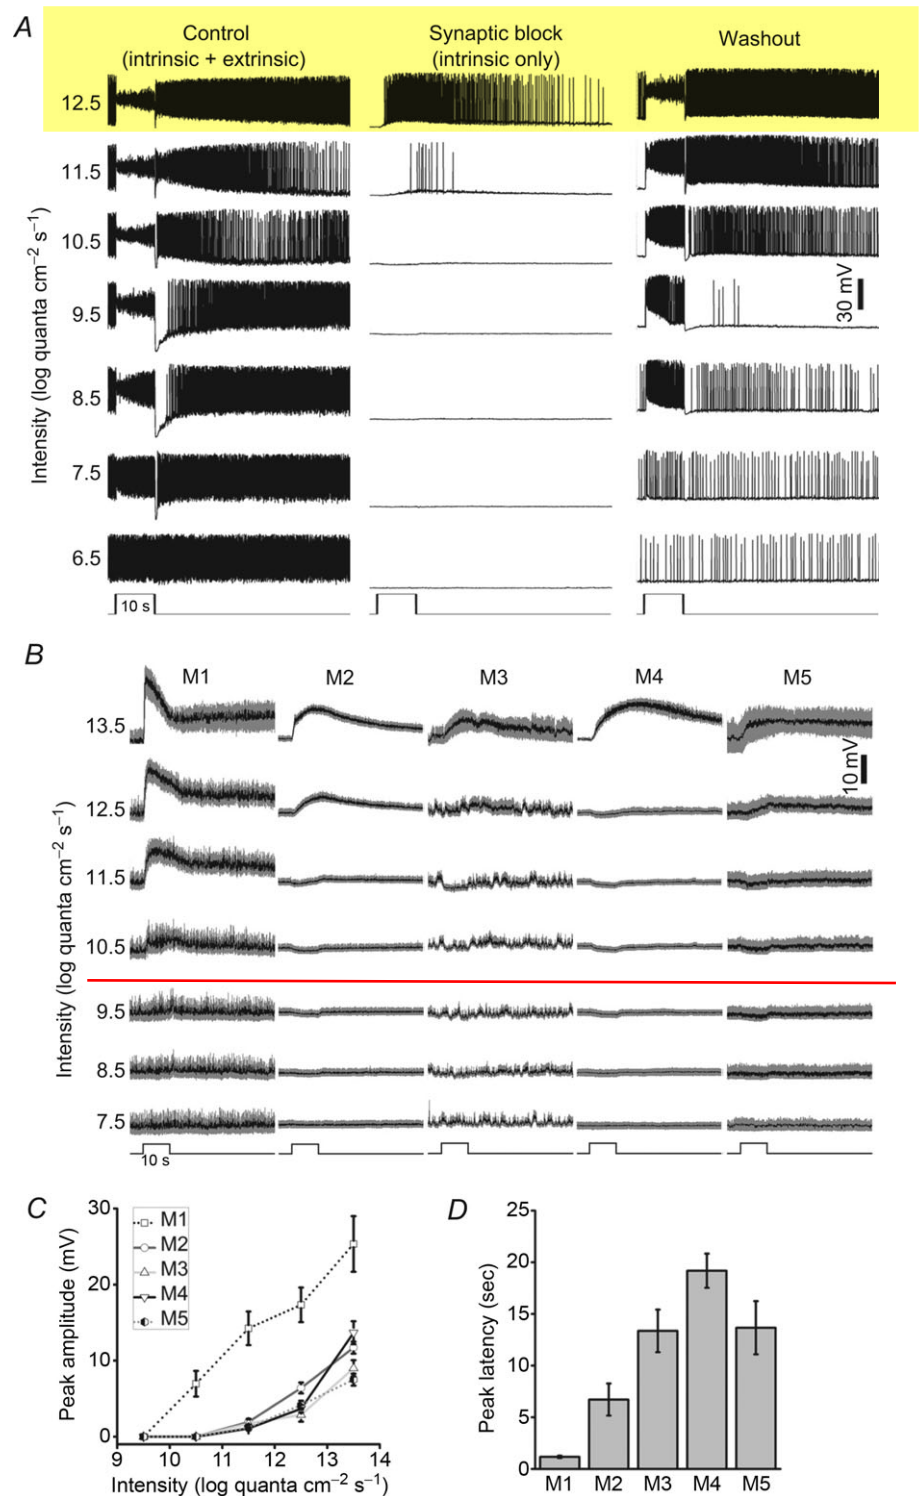 A
Control
(intrinsic + extrinsic)
Synaptic block
(intrinsic only)
Washout
Intensity (log quanta cm⁻² s⁻¹)
12.5
11.5
10.5
9.5
8.5
7.5
6.5
30 mV
10 s
B
M1
M2
M3
M4
M5
Intensity (log quanta cm⁻² s⁻¹)
13.5
12.5
11.5
10.5
9.5
8.5
7.5
10 mV
10 s
C
Peak amplitude (mV)
30
20
10
0
M1
M2
M3
M4
M5
9 10 11 12 13 14
Intensity (log quanta cm⁻² s⁻¹)
D
Peak latency (sec)
25
20
15
10
5
0
M1 M2 M3 M4 M5